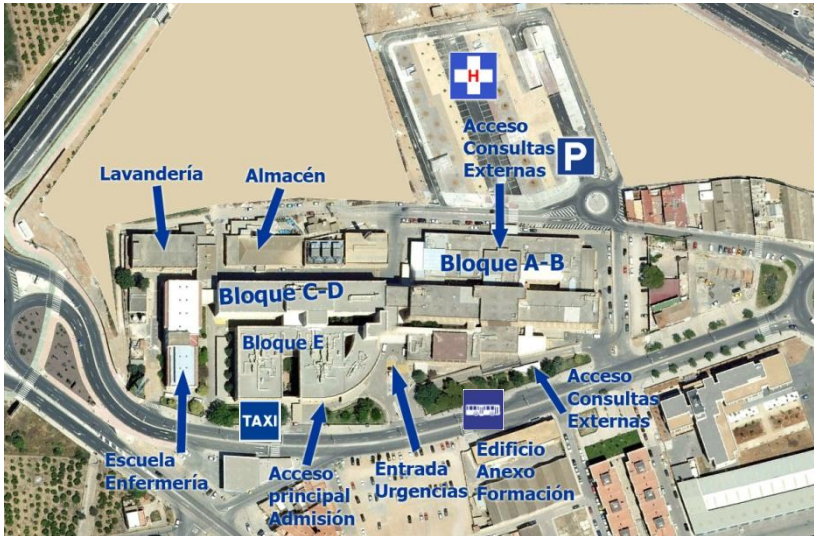 H
Acceso
Consultas
Externas
P
Lavandería
Almacén
Bloque A-B
Bloque C-D
Bloque E
TAXI
Acceso
Consultas
Externas
Escuela
Enfermería
Acceso
principal
Admisión
Entrada
Urgencias
Edificio
Anexo
Formación